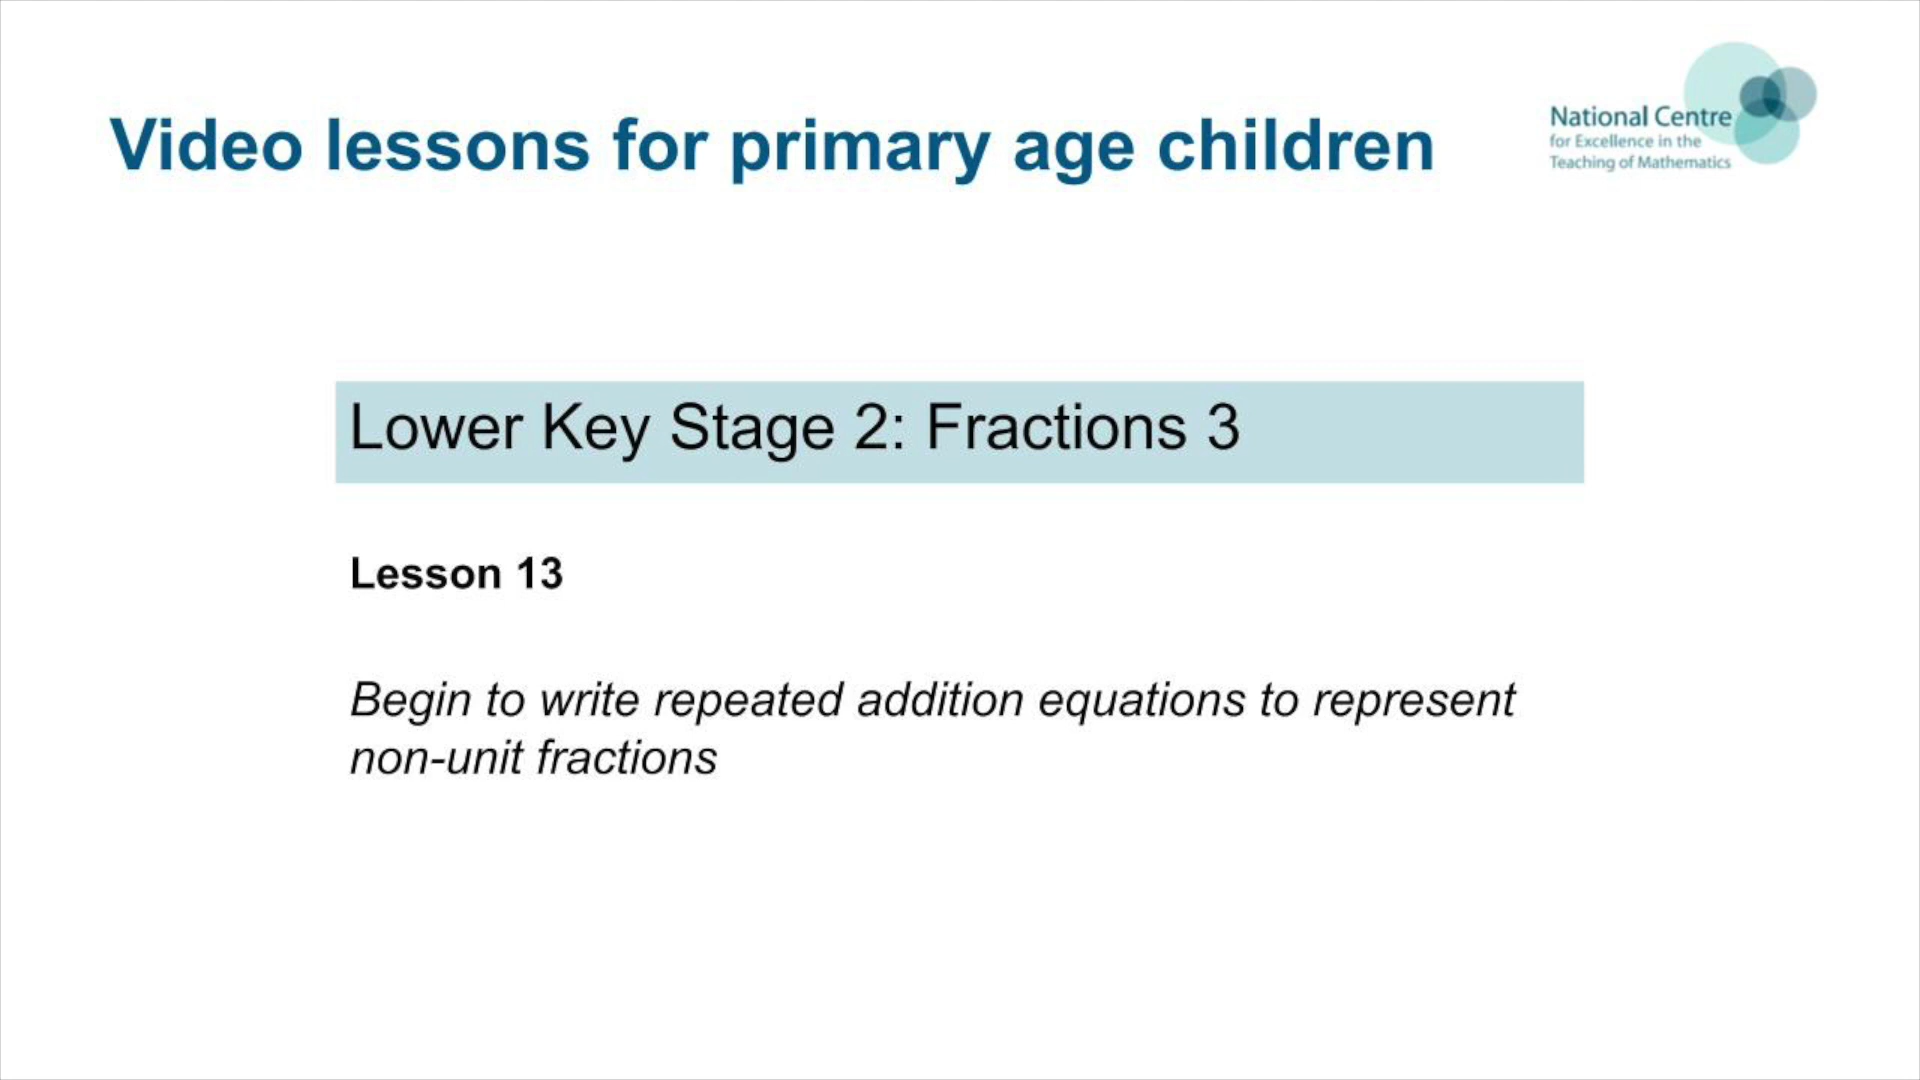 Video lessons for primary age children
National Centre
for Excellence in the
Teaching of Mathematics
Lower Key Stage 2: Fractions 3
Lesson 13
Begin to write repeated addition equations to represent
non-unit fractions